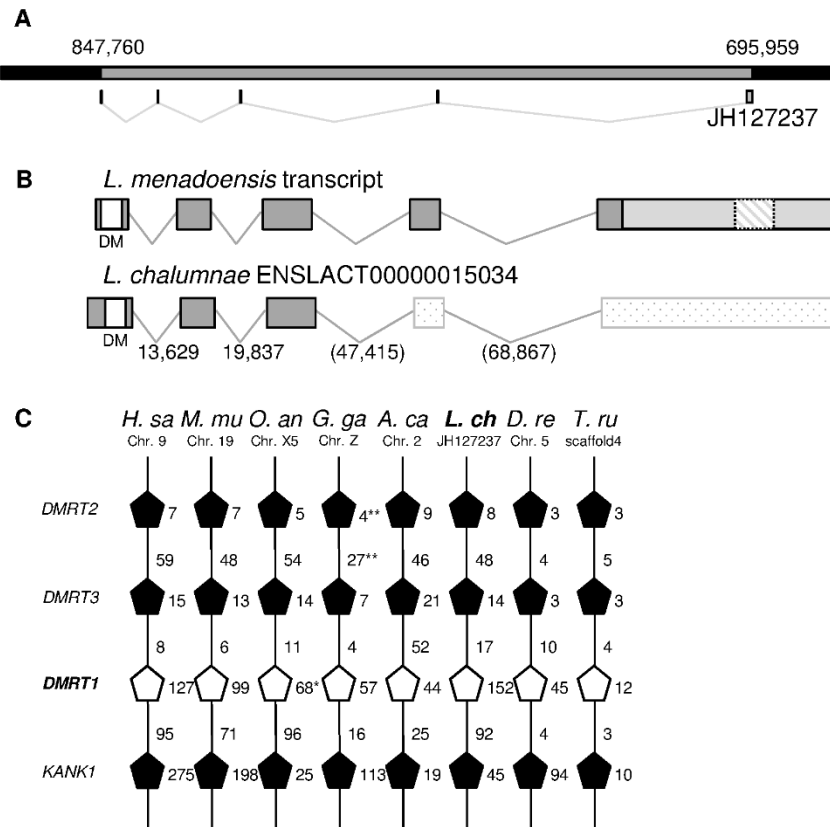 A
847,760 695,959
JH127237
B
L. menadoensis transcript
DM
L. chalumnae ENSLACT00000015034
DM
13,629 19,837 (47,415) (68,867)
C
H. sa M. mu O. an G. ga A. ca L. ch D. re T. ru
Chr. 9 Chr. 19 Chr. X5 Chr. Z Chr. 2 JH127237 Chr. 5 scaffold4
DMRT2 7 7 5 4** 9 8 3 3
59 48 54 27** 46 48 4 5
DMRT3 15 13 14 7 21 14 3 3
8 6 11 4 52 17 10 4
DMRT1 127 99 68* 57 44 152 45 12
95 71 96 16 25 92 4 3
KANK1 275 198 25 113 19 45 94 10